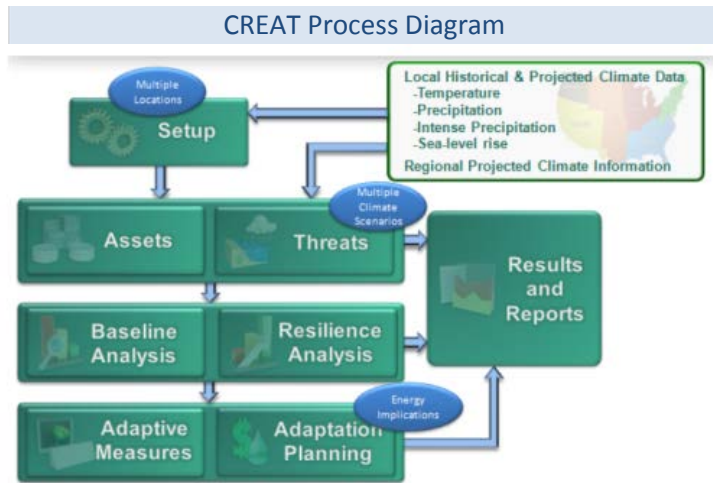 CREAT Process Diagram
Multiple
Locations
Setup
Local Historical & Projected Climate Data
-Temperature
-Precipitation
-Intense Precipitation
-Sea-level rise
Regional Projected Climate Information
Assets
Threats
Multiple
Climate
Scenarios
Results
and
Reports
Baseline
Analysis
Resilience
Analysis
Adaptive
Measures
Adaptation
Planning
Energy
Implications